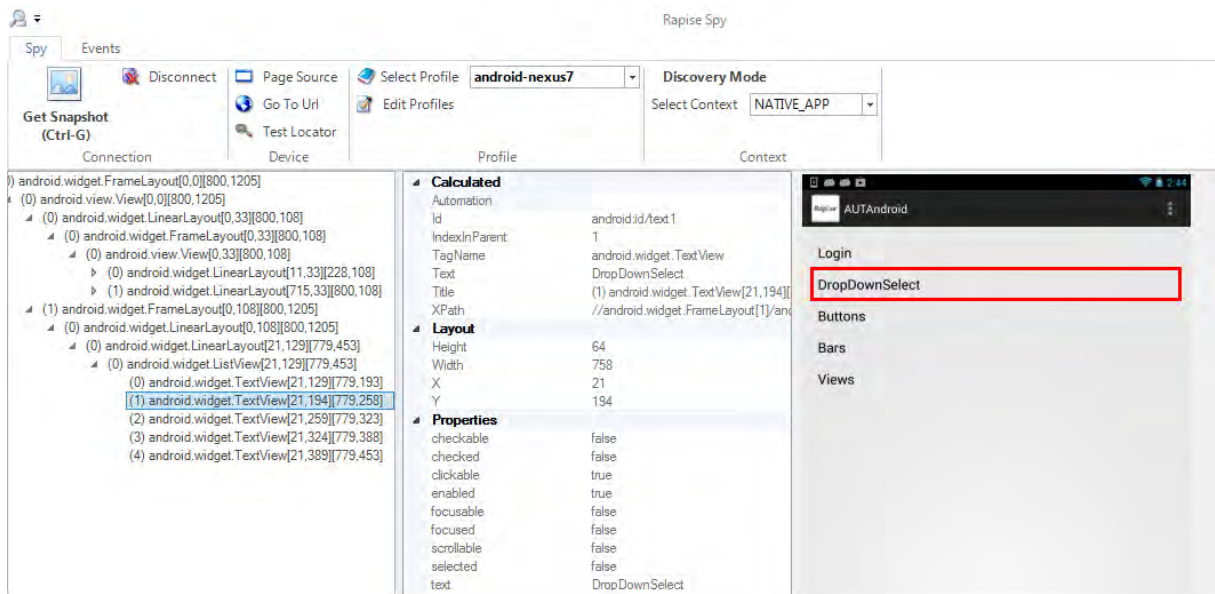 Rapise Spy
Spy Events
Get Snapshot
(Ctrl-G)
Disconnect
Connection
Page Source
Go To Url
Test Locator
Device
Select Profile android-nexus7
Edit Profiles
Profile
Discovery Mode
Select Context NATIVE_APP
Context
) android.widget.FrameLayout[0,0][800,1205]
(0) android.view.View[0,0][800,1205]
(0) android.widget.LinearLayout[0,33][800,108]
(0) android.widget.FrameLayout[0,33][800,108]
(0) android.view.View[0,33][800,108]
(0) android.widget.LinearLayout[11,33][228,108]
(1) android.widget.LinearLayout[715,33][800,108]
(1) android.widget.FrameLayout[0,108][800,1205]
(0) android.widget.LinearLayout[0,108][800,1205]
(0) android.widget.LinearLayout[21,129][779,453]
(0) android.widget.ListView[21,129][779,453]
(0) android.widget.TextView[21,129][779,193]
(1) android.widget.TextView[21,194][779,258]
(2) android.widget.TextView[21,259][779,323]
(3) android.widget.TextView[21,324][779,388]
(4) android.widget.TextView[21,389][779,453]
Calculated
Automation
Id android:id/text1
IndexInParent 1
TagName android.widget.TextView
Text DropDownSelect
Title (1) android.widget.TextView[21,194][
XPath //android.widget.FrameLayout[1]/and
Layout
Height 64
Width 758
X 21
Y 194
Properties
checkable false
checked false
clickable true
enabled true
focusable false
focused false
scrollable false
selected false
text DropDownSelect
2:44
Rapise AUTAndroid
Login
DropDownSelect
Buttons
Bars
Views